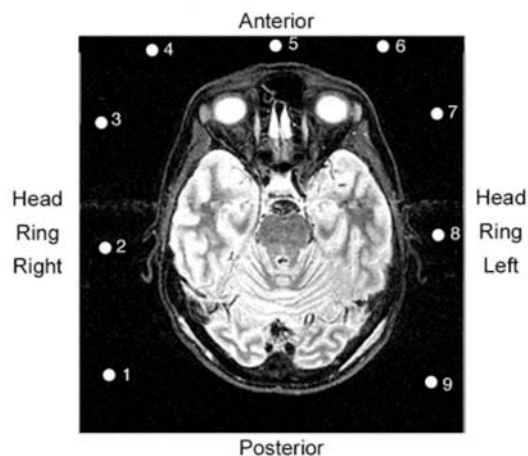 Anterior
4
5
6
3
7
Head
Ring
Right
Head
Ring
Left
2
8
1
9
Posterior